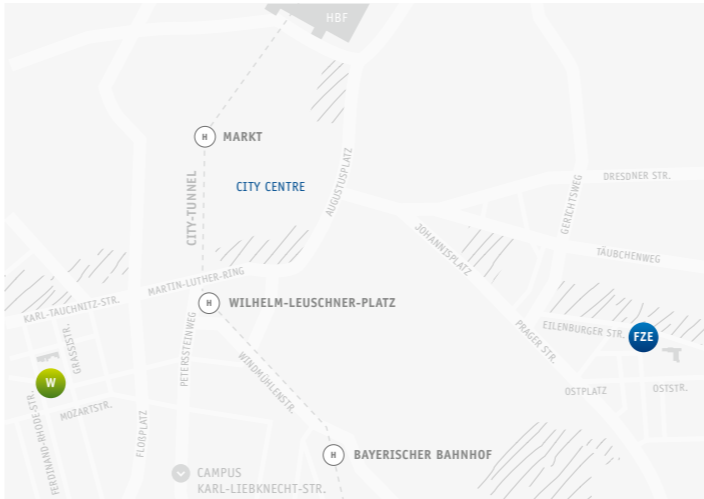 HBF
H
MARKT
CITY-TUNNEL
CITY CENTRE
AUGUSTUSPLATZ
DRESDNER STR.
GERICHTSWEG
JOHANNISPLATZ
TÄUBCHENWEG
MARTIN-LUTHER-RING
KARL-TAUCHNITZ-STR.
H
WILHELM-LEUSCHNER-PLATZ
PRAGER STR.
EILENBURGER STR.
FZE
GRASSISTR.
PETERSSTEINWEG
WINDMÜHLENSTR.
W
OSTPLATZ
OSTSTR.
FERDINAND-RHODE-STR.
MOZARTSTR.
FLOßPLATZ
H
BAYERISCHER BAHNHOF
CAMPUS
KARL-LIEBKNECHT-STR.